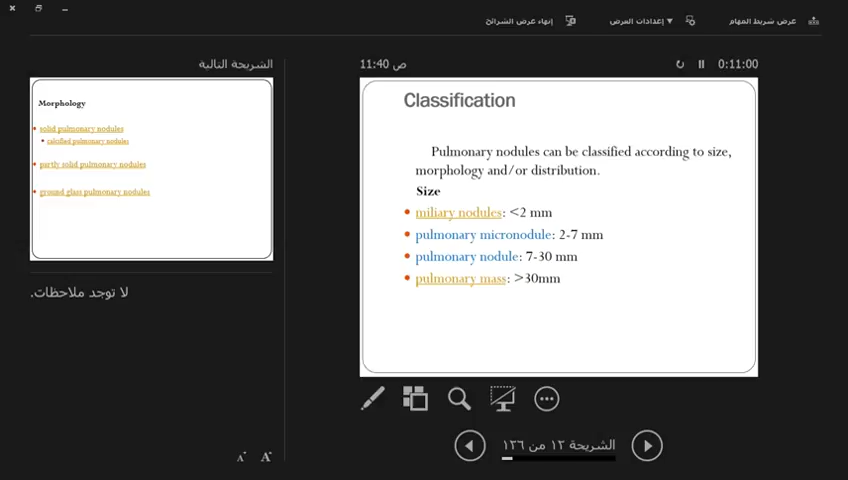 عرض شريط المهام
إعدادات العرض ▼
إنهاء عرض الشرائح
الشريحة التالية
Morphology
• solid pulmonary nodules
• calcified pulmonary nodules
• partly solid pulmonary nodules
• ground glass pulmonary nodules
لا توجد ملاحظات.
11:40 ص
0:11:00
Classification
Pulmonary nodules can be classified according to size,
morphology and/or distribution.
Size
• miliary nodules: <2 mm
• pulmonary micronodule: 2-7 mm
• pulmonary nodule: 7-30 mm
• pulmonary mass: >30mm
الشريحة ١٢ من ١٣٦
A A